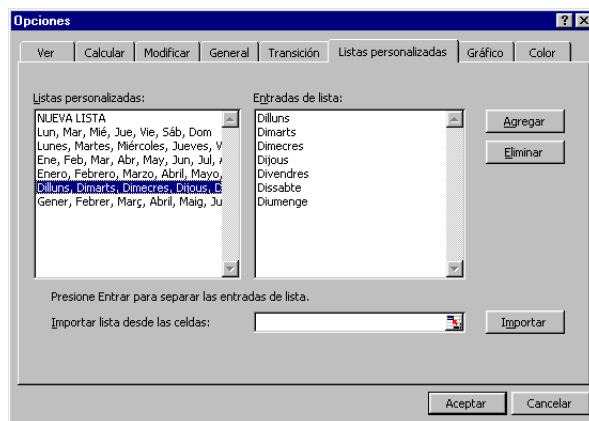 Opciones
Ver Calcular Modificar General Transición Listas personalizadas Gráfico Color
Listas personalizadas:
NUEVA LISTA
Lun, Mar, Mié, Jue, Vie, Sáb, Dom
Lunes, Martes, Miércoles, Jueves, V
Ene, Feb, Mar, Abr, May, Jun, Jul, A
Enero, Febrero, Marzo, Abril, Mayo,
Dilluns, Dimarts, Dimecres, Dijous, D
Gener, Febrer, Març, Abril, Maig, Ju
Entradas de lista:
Dilluns
Dimarts
Dimecres
Dijous
Divendres
Dissabte
Diumenge
Agregar
Eliminar
Presione Entrar para separar las entradas de lista.
Importar lista desde las celdas:
Importar
Aceptar Cancelar